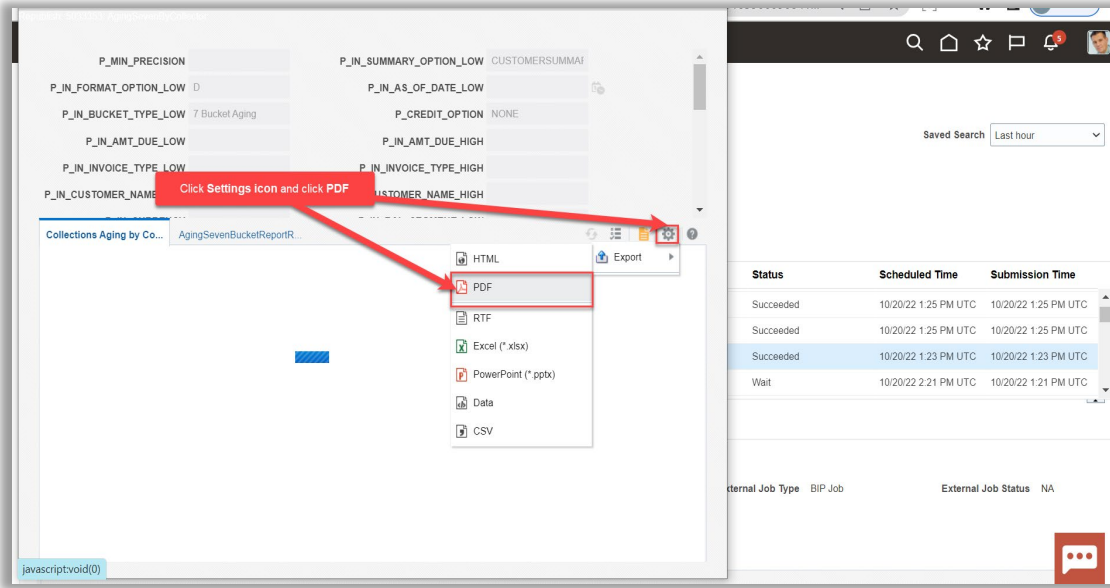 P_MIN_PRECISION
P_IN_SUMMARY_OPTION_LOW CUSTOMERSUMMAR
P_IN_FORMAT_OPTION_LOW D
P_IN_AS_OF_DATE_LOW
P_IN_BUCKET_TYPE_LOW 7 Bucket Aging
P_CREDIT_OPTION NONE
P_IN_AMT_DUE_LOW
P_IN_AMT_DUE_HIGH
P_IN_INVOICE_TYPE_LOW
P_IN_INVOICE_TYPE_HIGH
P_IN_CUSTOMER_NAME
CUSTOMER_NAME_HIGH
Click Settings icon and click PDF
Collections Aging by Co...
AgingSevenBucketReportR...
HTML
PDF
RTF
Excel (*.xlsx)
PowerPoint (*.pptx)
Data
CSV
Export
javascript:void(0)
5
Saved Search Last hour
Status Scheduled Time Submission Time
Succeeded 10/20/22 1:25 PM UTC 10/20/22 1:25 PM UTC
Succeeded 10/20/22 1:25 PM UTC 10/20/22 1:25 PM UTC
Succeeded 10/20/22 1:23 PM UTC 10/20/22 1:23 PM UTC
Wait 10/20/22 2:21 PM UTC 10/20/22 1:21 PM UTC
xternal Job Type BIP Job
External Job Status NA